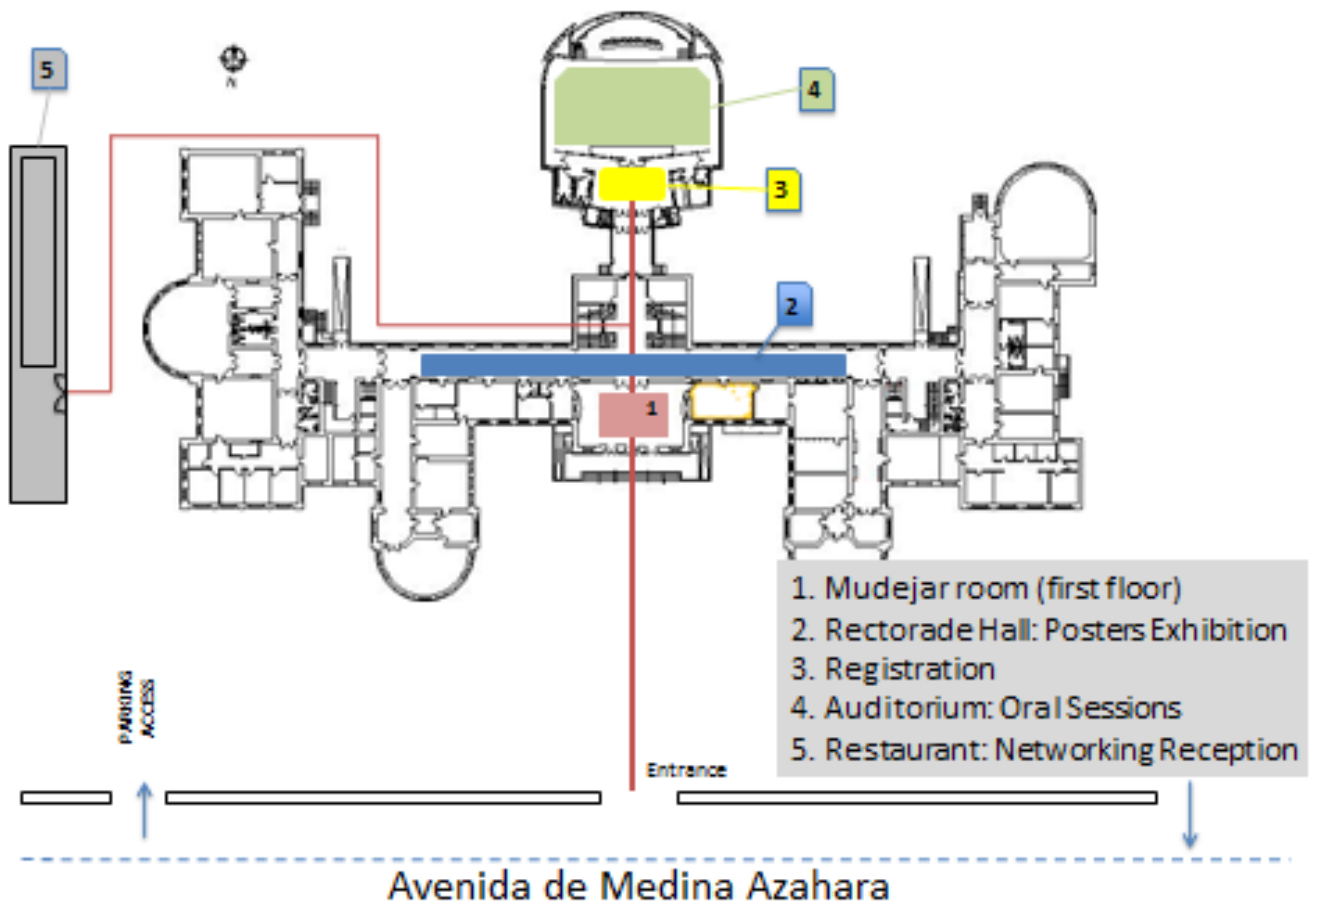 5
N
4
3
2
1
1. Mudejar room (first floor)
2. Rectorade Hall: Posters Exhibition
3. Registration
4. Auditorium: Oral Sessions
5. Restaurant: Networking Reception
PARKING
ACCESS
Entrance
Avenida de Medina Azahara